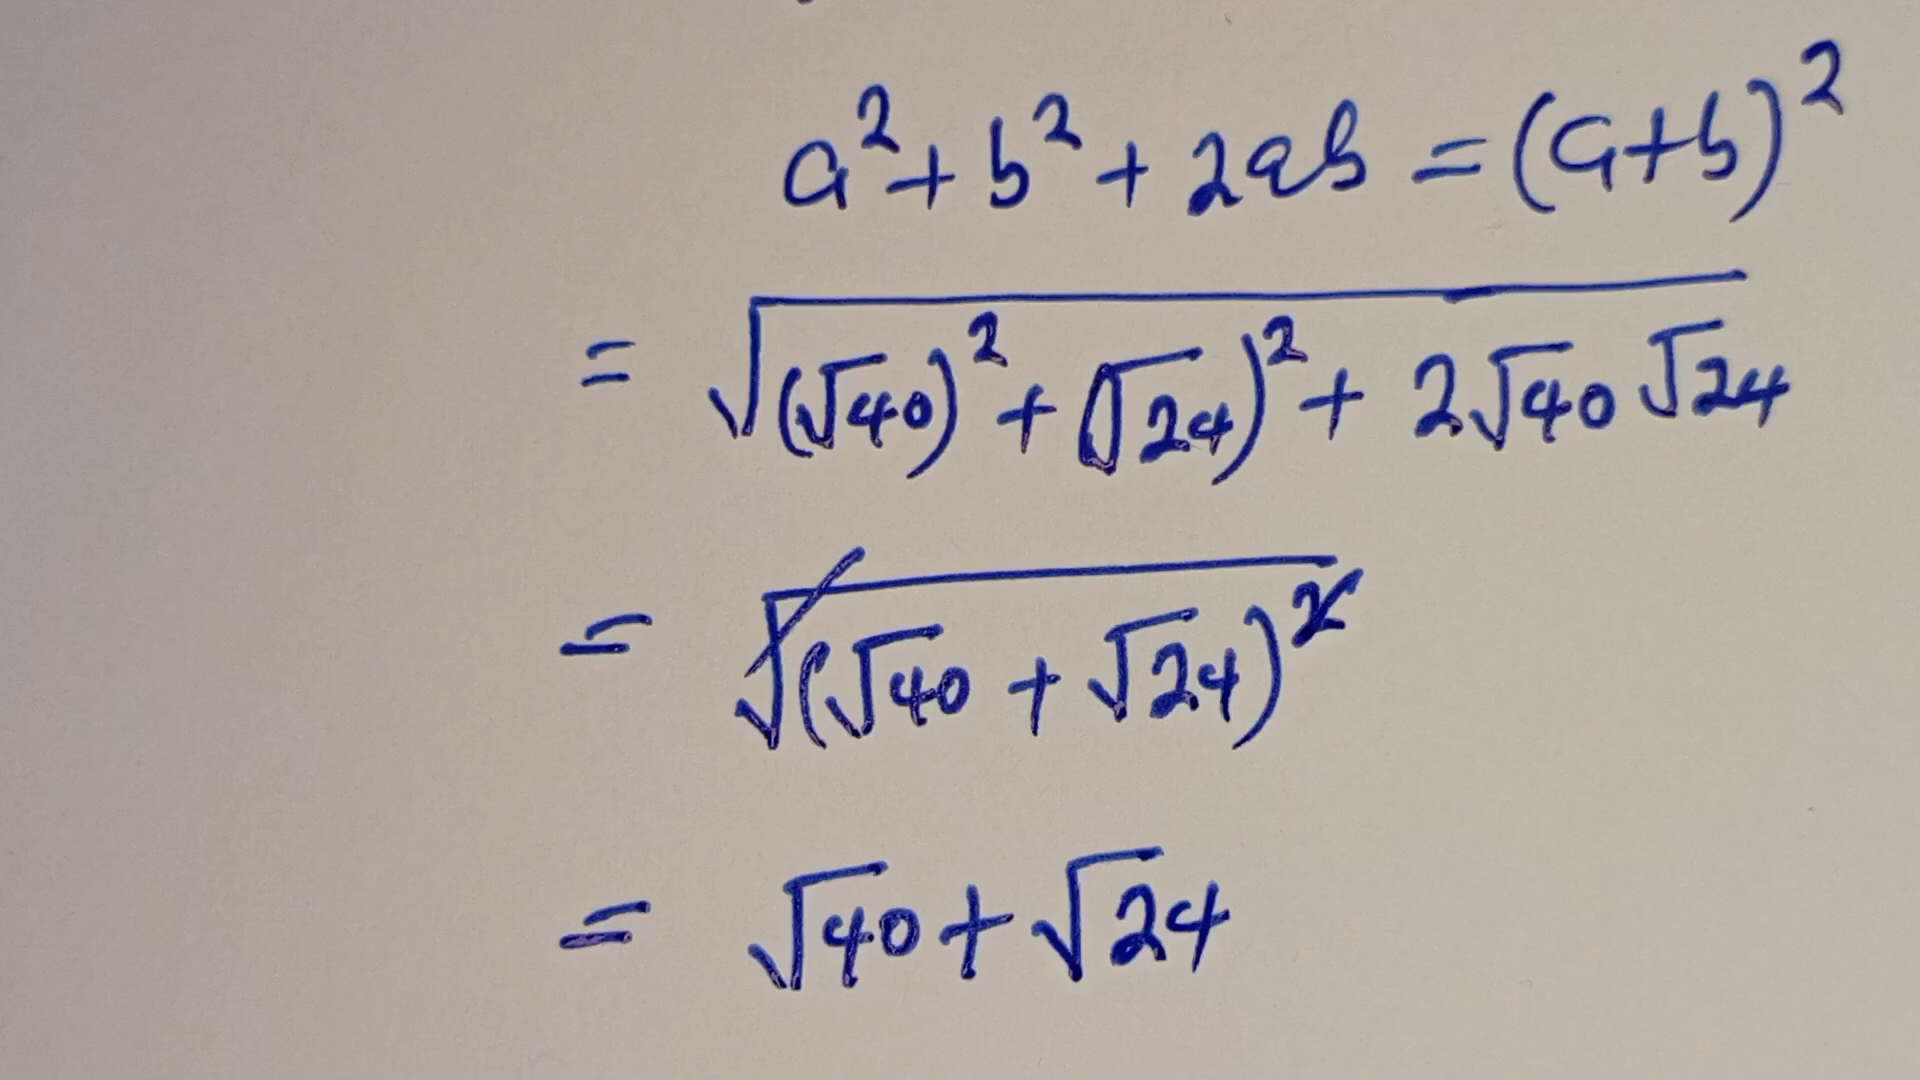 a²+b²+2ab=(a+b)²
=√((√40)²+(√24)²+2√40√24)
=√((√40+√24)²)
=√40+√24